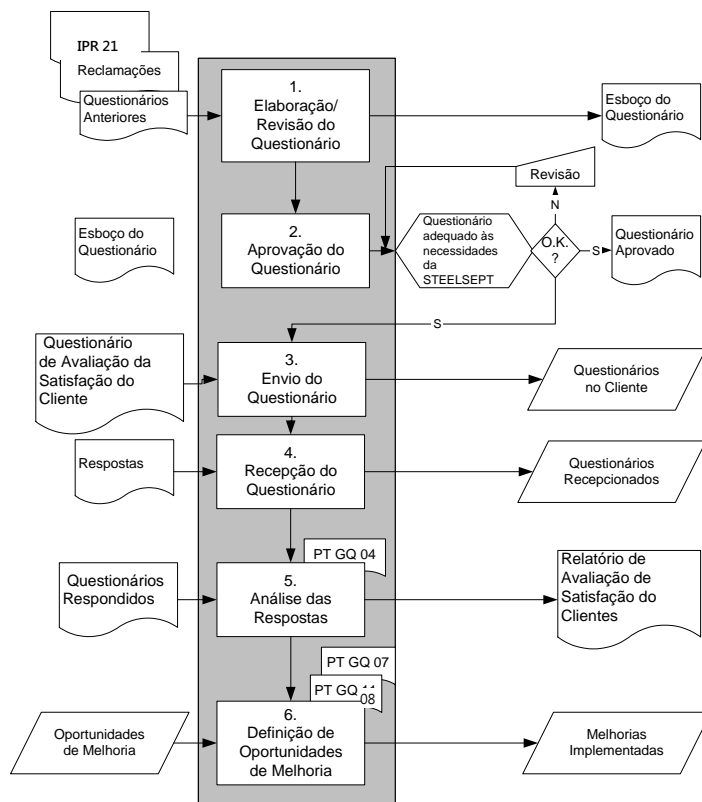 IPR 21
Reclamações
Questionários
Anteriores
1.
Elaboração/
Revisão do
Questionário
Esboço do
Questionário
Revisão
N
Esboço do
Questionário
2.
Aprovação do
Questionário
Questionário
adequado às
necessidades
da
STEELSEPT
O.K.
?
S
Questionário
Aprovado
S
Questionário
de Avaliação da
Satisfação do
Cliente
3.
Envio do
Questionário
Questionários
no Cliente
Respostas
4.
Recepção do
Questionário
Questionários
Recepcionados
PT GQ 04
Questionários
Respondidos
5.
Análise das
Respostas
Relatório de
Avaliação de
Satisfação do
Clientes
PT GQ 07
PT GQ
08
Oportunidades
de Melhoria
6.
Definição de
Oportunidades
de Melhoria
Melhorias
Implementadas